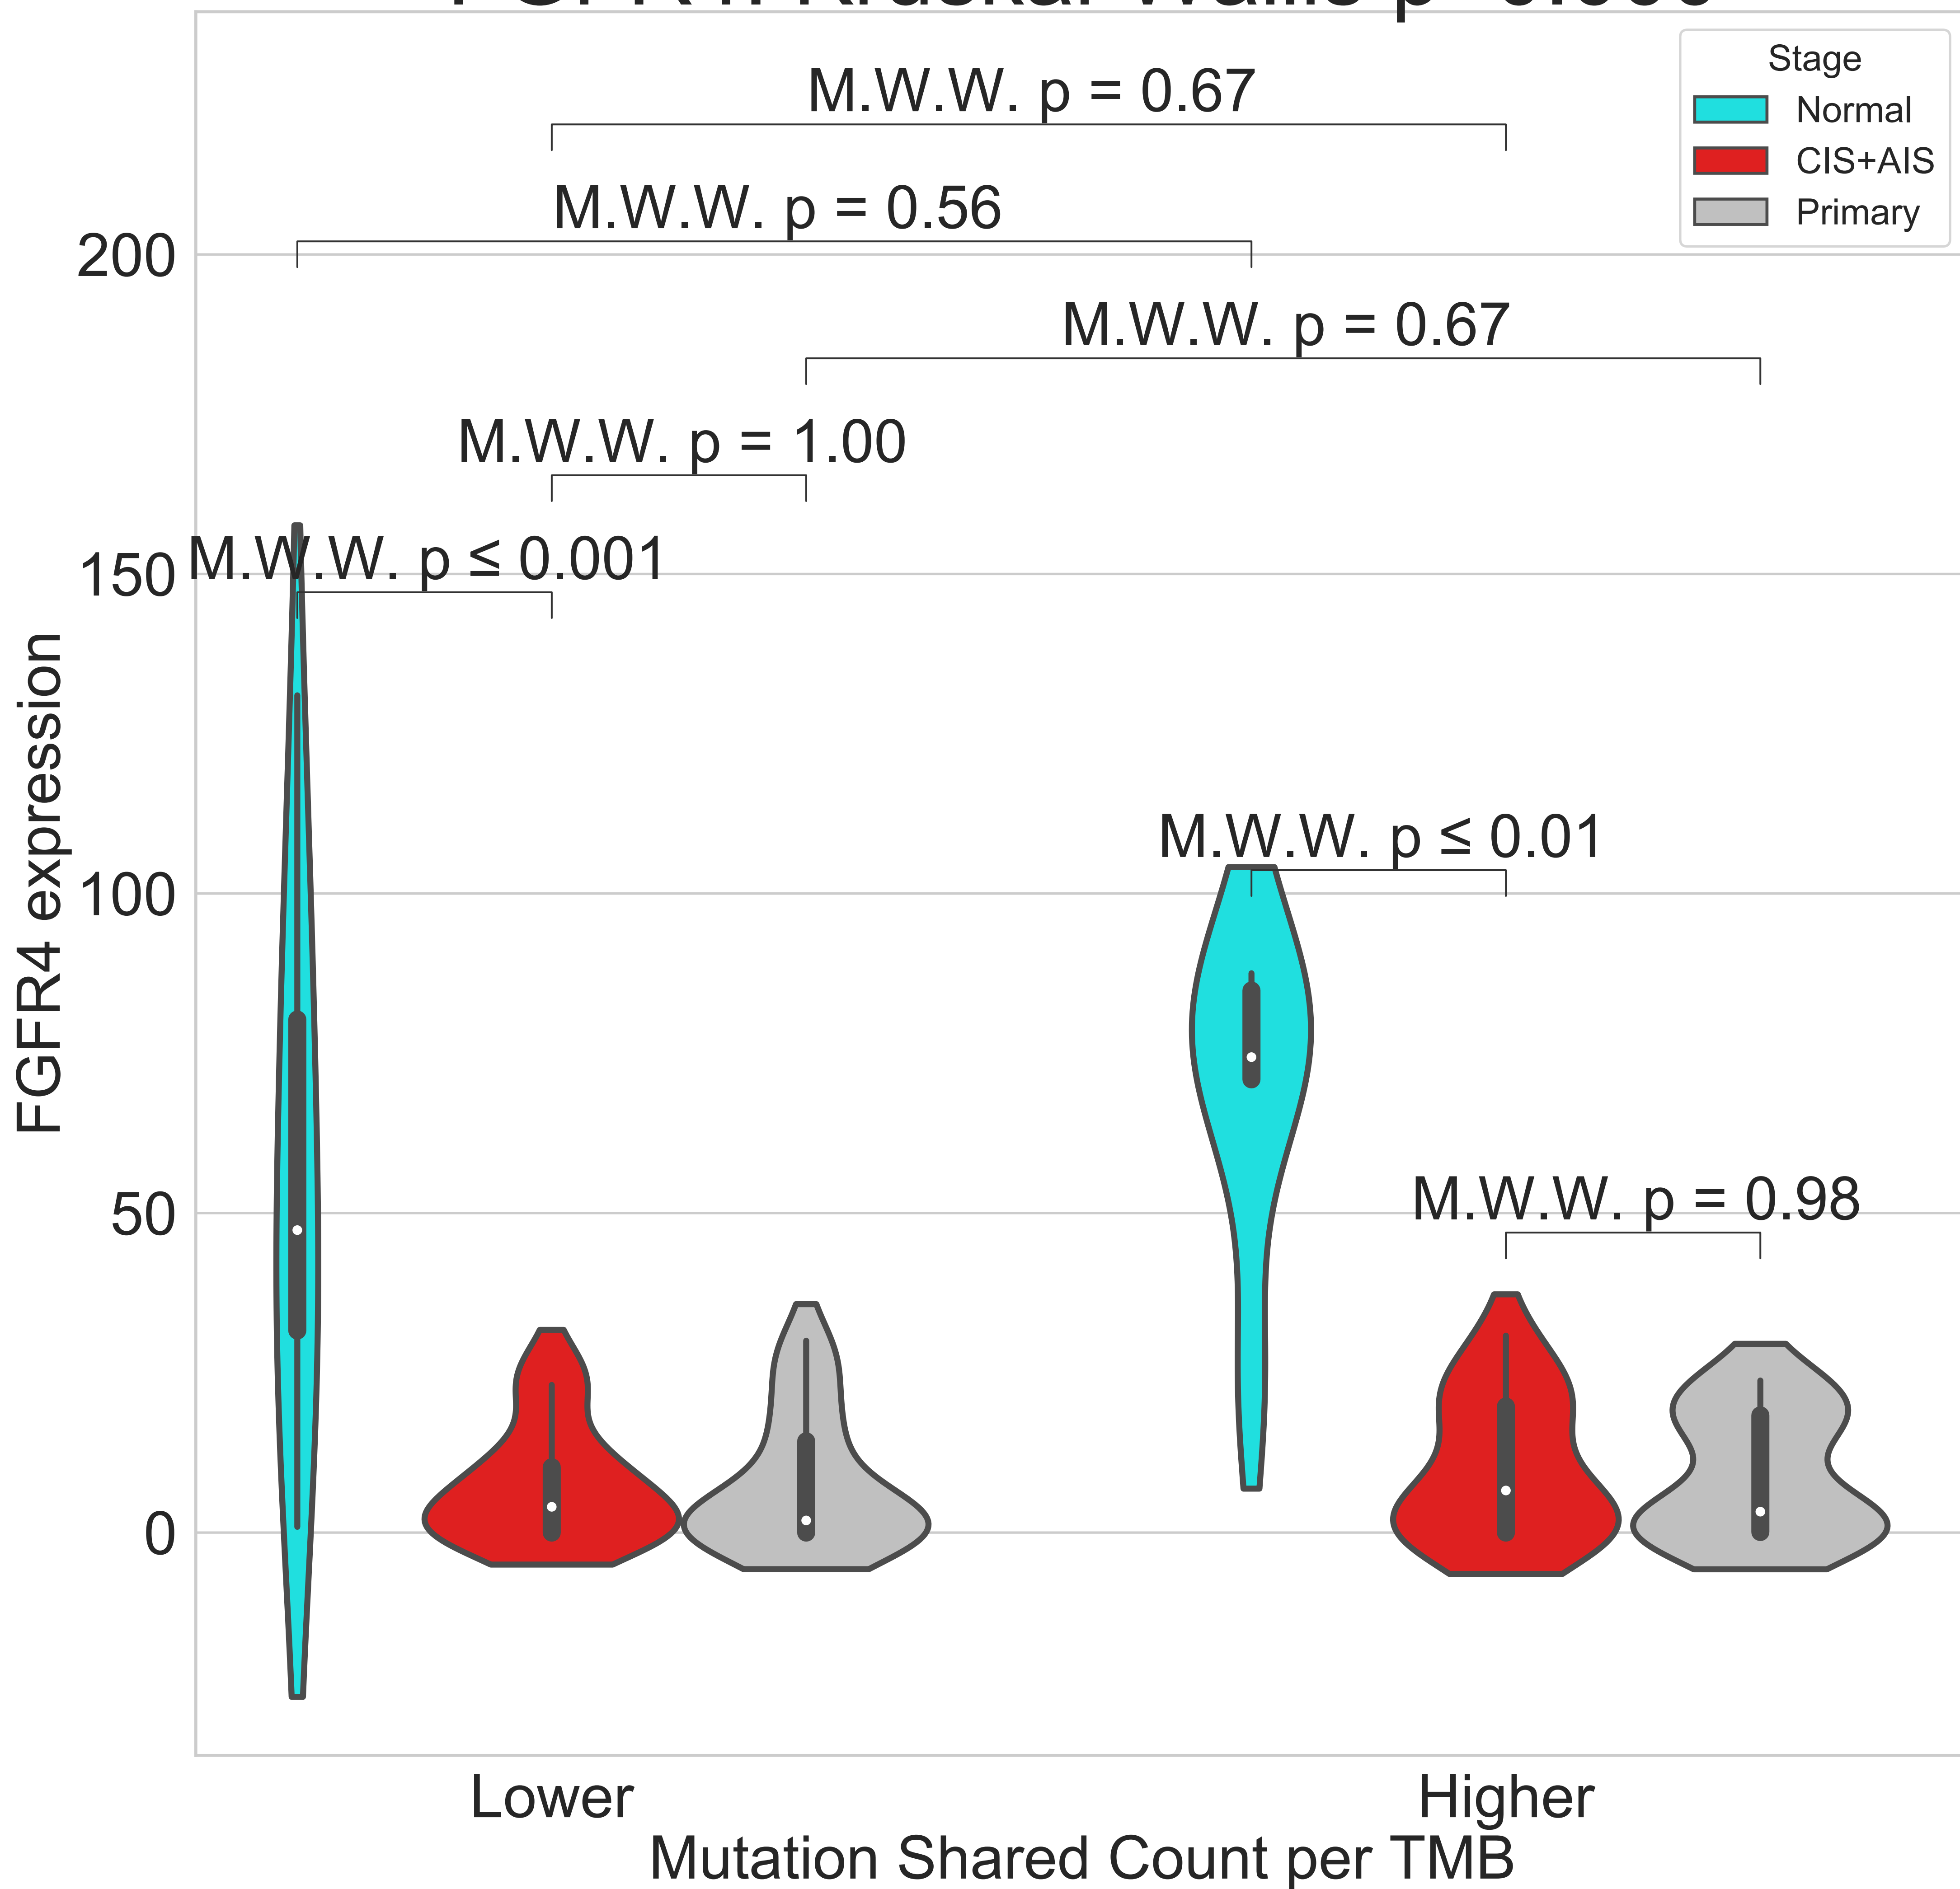 Stage
Normal
CIS+AIS
Primary
M.W.W. p = 0.67
M.W.W. p = 0.56
M.W.W. p = 0.67
M.W.W. p = 1.00
M.W.W. p ≤ 0.001
M.W.W. p ≤ 0.01
M.W.W. p = 0.98
200
150
100
50
0
FGFR4 expression
Lower
Higher
Mutation Shared Count per TMB